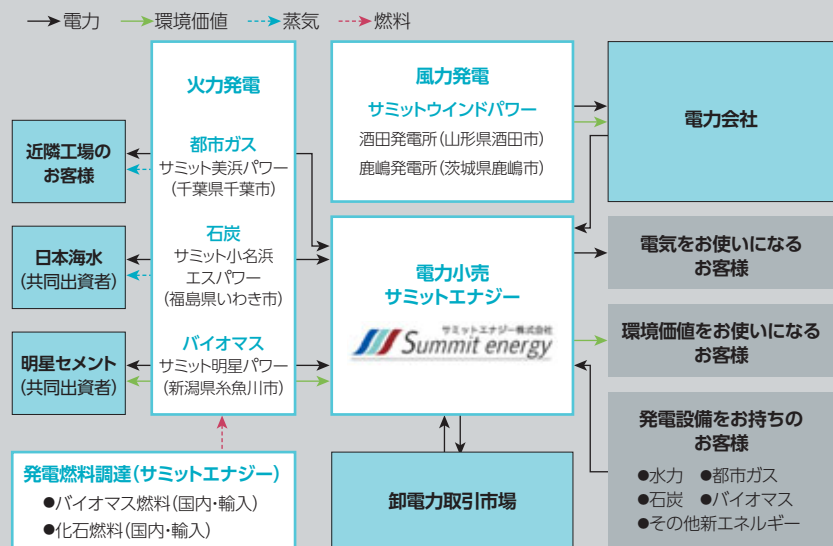 電力 環境価値 蒸気 燃料
火力発電
都市ガス
サミット美浜パワー
(千葉県千葉市)
石炭
サミット小名浜
エスパワー
(福島県いわき市)
バイオマス
サミット明星パワー
(新潟県糸魚川市)
近隣工場の
お客様
日本海水
(共同出資者)
明星セメント
(共同出資者)
発電燃料調達(サミットエナジー)
●バイオマス燃料(国内・輸入)
●化石燃料(国内・輸入)
風力発電
サミットウインドパワー
酒田発電所(山形県酒田市)
鹿嶋発電所(茨城県鹿嶋市)
電力小売
サミットエナジー
サミットエナジー株式会社
Summit energy
卸電力取引市場
電力会社
電気をお使いになる
お客様
環境価値をお使いになる
お客様
発電設備をお持ちの
お客様
●水力 ●都市ガス
●石炭 ●バイオマス
●その他新エネルギー